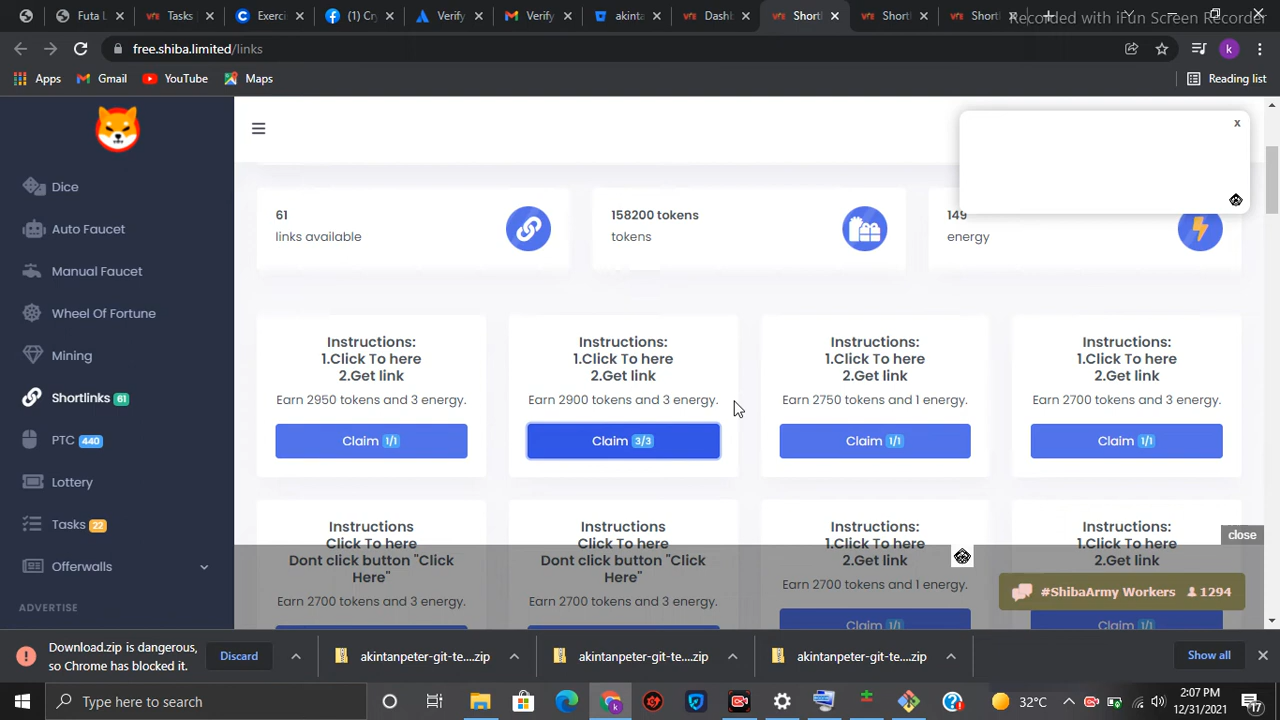 Futa L
Tasks
Exerci
(1) Cry
Verify
Verify
akinta
Dashb
Shortl
Shortl
Shortl
Recorded with iFun Screen Recorder
free.shiba.limited/links
k
Apps
Gmail
YouTube
Maps
Reading list
Dice
Auto Faucet
Manual Faucet
Wheel Of Fortune
Mining
Shortlinks 61
PTC 440
Lottery
Tasks 22
Offerwalls
ADVERTISE
x
61
links available
158200 tokens
tokens
149
energy
Instructions:
1.Click To here
2.Get link
Earn 2950 tokens and 3 energy.
Claim 1/1
Instructions:
1.Click To here
2.Get link
Earn 2900 tokens and 3 energy.
Claim 3/3
Instructions:
1.Click To here
2.Get link
Earn 2750 tokens and 1 energy.
Claim 1/1
Instructions:
1.Click To here
2.Get link
Earn 2700 tokens and 3 energy.
Claim 1/1
Instructions
Click To here
Dont click button "Click
Here"
Earn 2700 tokens and 3 energy.
Instructions
Click To here
Dont click button "Click
Here"
Earn 2700 tokens and 3 energy.
Instructions:
1.Click To here
2.Get link
Earn 2700 tokens and 1 energy.
Claim 1/1
Instructions:
1.Click To here
2.Get link
close
#ShibaArmy Workers 1294
Download.zip is dangerous,
so Chrome has blocked it.
Discard
akintanpeter-git-te....zip
akintanpeter-git-te....zip
akintanpeter-git-te....zip
Show all
Type here to search
32°C
2:07 PM
12/31/2021
17